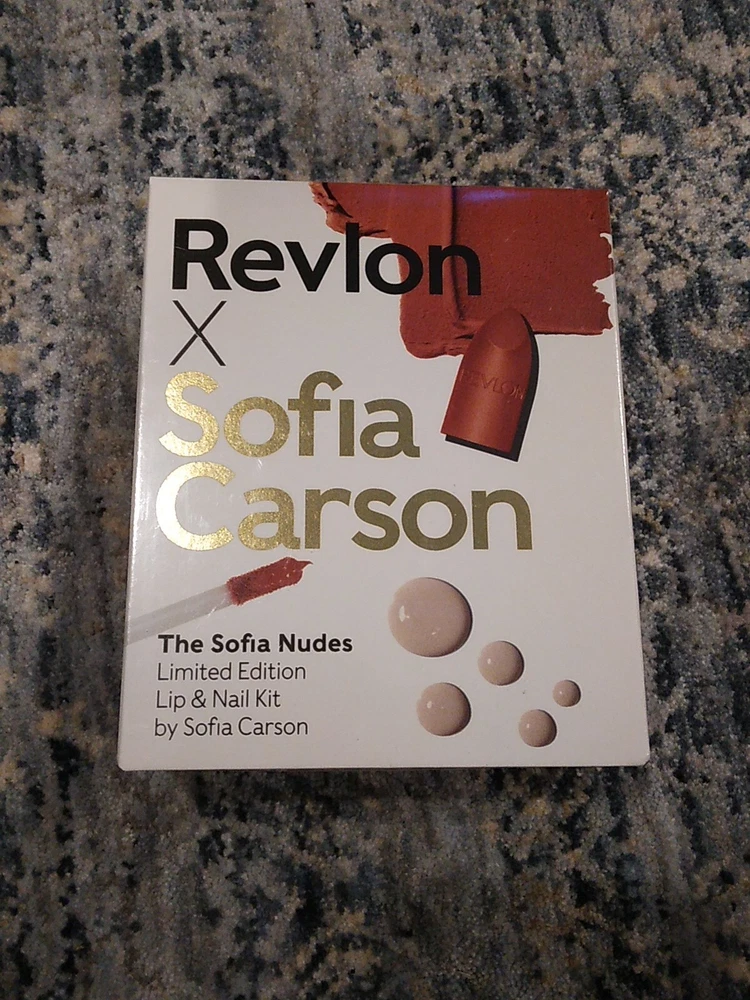 Revlon
X
Sofia
Carson
REVLON
The Sofia Nudes
Limited Edition
Lip & Nail Kit
by Sofia Carson